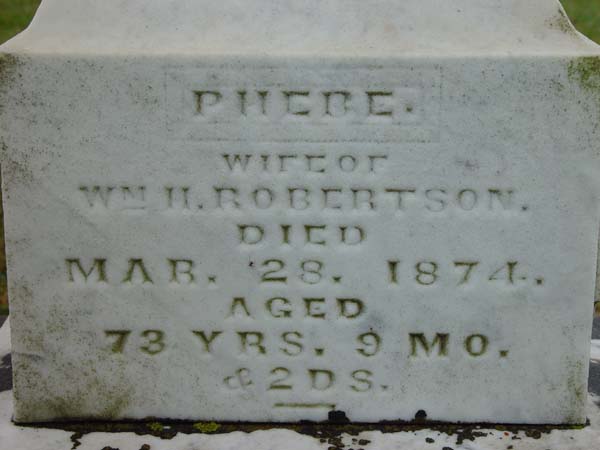 PHEBE.
WIFE OF
WM H. ROBERTSON.
DIED
MAR. 28. 1874.
AGED
73 YRS. 9 MO.
& 2 DS.